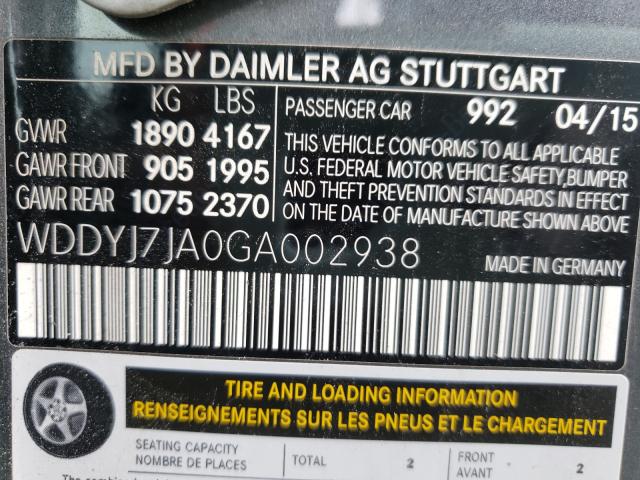 MFD BY DAIMLER AG STUTTGART
KG LBS
PASSENGER CAR 992 04/15
GVWR 1890 4167
GAWR FRONT 905 1995
GAWR REAR 1075 2370
THIS VEHICLE CONFORMS TO ALL APPLICABLE
U.S. FEDERAL MOTOR VEHICLE SAFETY,BUMPER
AND THEFT PREVENTION STANDARDS IN EFFECT
ON DATE OF MANUFACTURE SHOWN ABOVE.
WDDYJ7JA0GA002938
MADE IN GERMANY
TIRE AND LOADING INFORMATION
RENSEIGNEMENTS SUR LES PNEUS ET LE CHARGEMENT
SEATING CAPACITY
NOMBRE DE PLACES
TOTAL 2
FRONT
AVANT
2